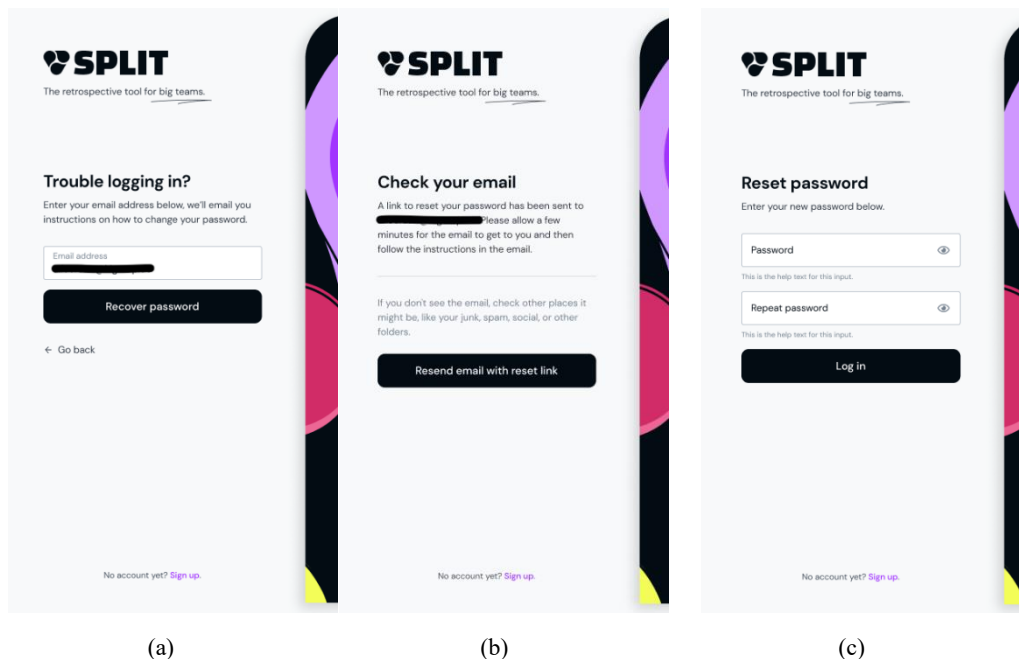 SPLIT
The retrospective tool for big teams.
Trouble logging in?
Enter your email address below, we'll email you
instructions on how to change your password.
Email address
Recover password
← Go back
No account yet? Sign up.
(a)
SPLIT
The retrospective tool for big teams.
Check your email
A link to reset your password has been sent to
Please allow a few
minutes for the email to get to you and then
follow the instructions in the email.
If you don't see the email, check other places it
might be, like your junk, spam, social, or other
folders.
Resend email with reset link
No account yet? Sign up.
(b)
SPLIT
The retrospective tool for big teams.
Reset password
Enter your new password below.
Password
This is the help text for this input.
Repeat password
This is the help text for this input.
Log in
No account yet? Sign up.
(c)